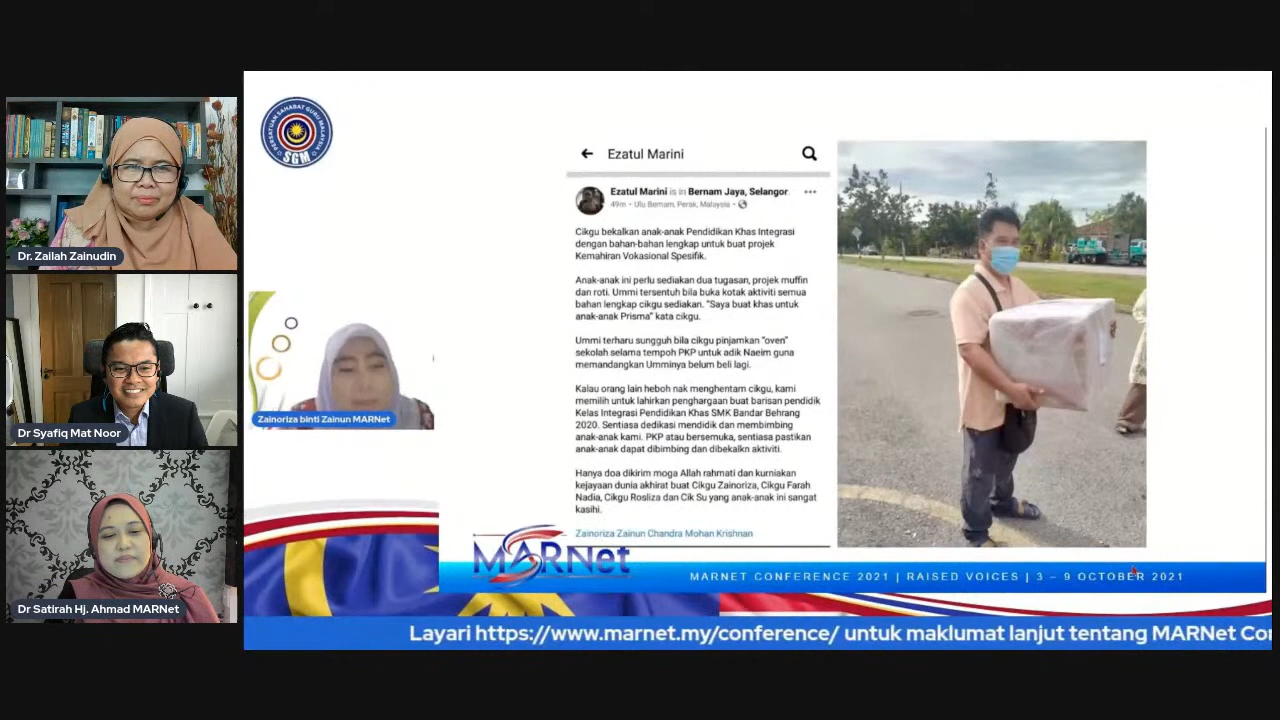 PERSATUAN SAHABAT GURU MALAYSIA
SGM
Dr. Zailah Zainudin
Dr Syafiq Mat Noor
Dr Satirah Hj. Ahmad MARNet
Zainoriza binti Zainun MARNet
Ezatul Marini
Ezatul Marini is in Bernam Jaya, Selangor.
49m • Ulu Bernam, Perak, Malaysia •
Cikgu bekalkan anak-anak Pendidikan Khas Integrasi
dengan bahan-bahan lengkap untuk buat projek
Kemahiran Vokasional Spesifik.
Anak-anak ini perlu sediakan dua tugasan, projek muffin
dan roti. Ummi tersentuh bila buka kotak aktiviti semua
bahan lengkap cikgu sediakan. "Saya buat khas untuk
anak-anak Prisma" kata cikgu.
Ummi terharu sungguh bila cikgu pinjamkan "oven"
sekolah selama tempoh PKP untuk adik Naeim guna
memandangkan Umminya belum beli lagi.
Kalau orang lain heboh nak menghentam cikgu, kami
memilih untuk lahirkan penghargaan buat barisan pendidik
Kelas Integrasi Pendidikan Khas SMK Bandar Behrang
2020. Sentiasa dedikasi mendidik dan membimbing
anak-anak kami. PKP atau bersemuka, sentiasa pastikan
anak-anak dapat dibimbing dan dibekalkn aktiviti.
Hanya doa dikirim moga Allah rahmati dan kurniakan
kejayaan dunia akhirat buat Cikgu Zainoriza, Cikgu Farah
Nadia, Cikgu Rosliza dan Cik Su yang anak-anak ini sangat
kasihi.
Zainoriza Zainun Chandra Mohan Krishnan
MARNet
MARNET CONFERENCE 2021 | RAISED VOICES | 3 – 9 OCTOBER 2021
Layari https://www.marnet.my/conference/ untuk maklumat lanjut tentang MARNet Co